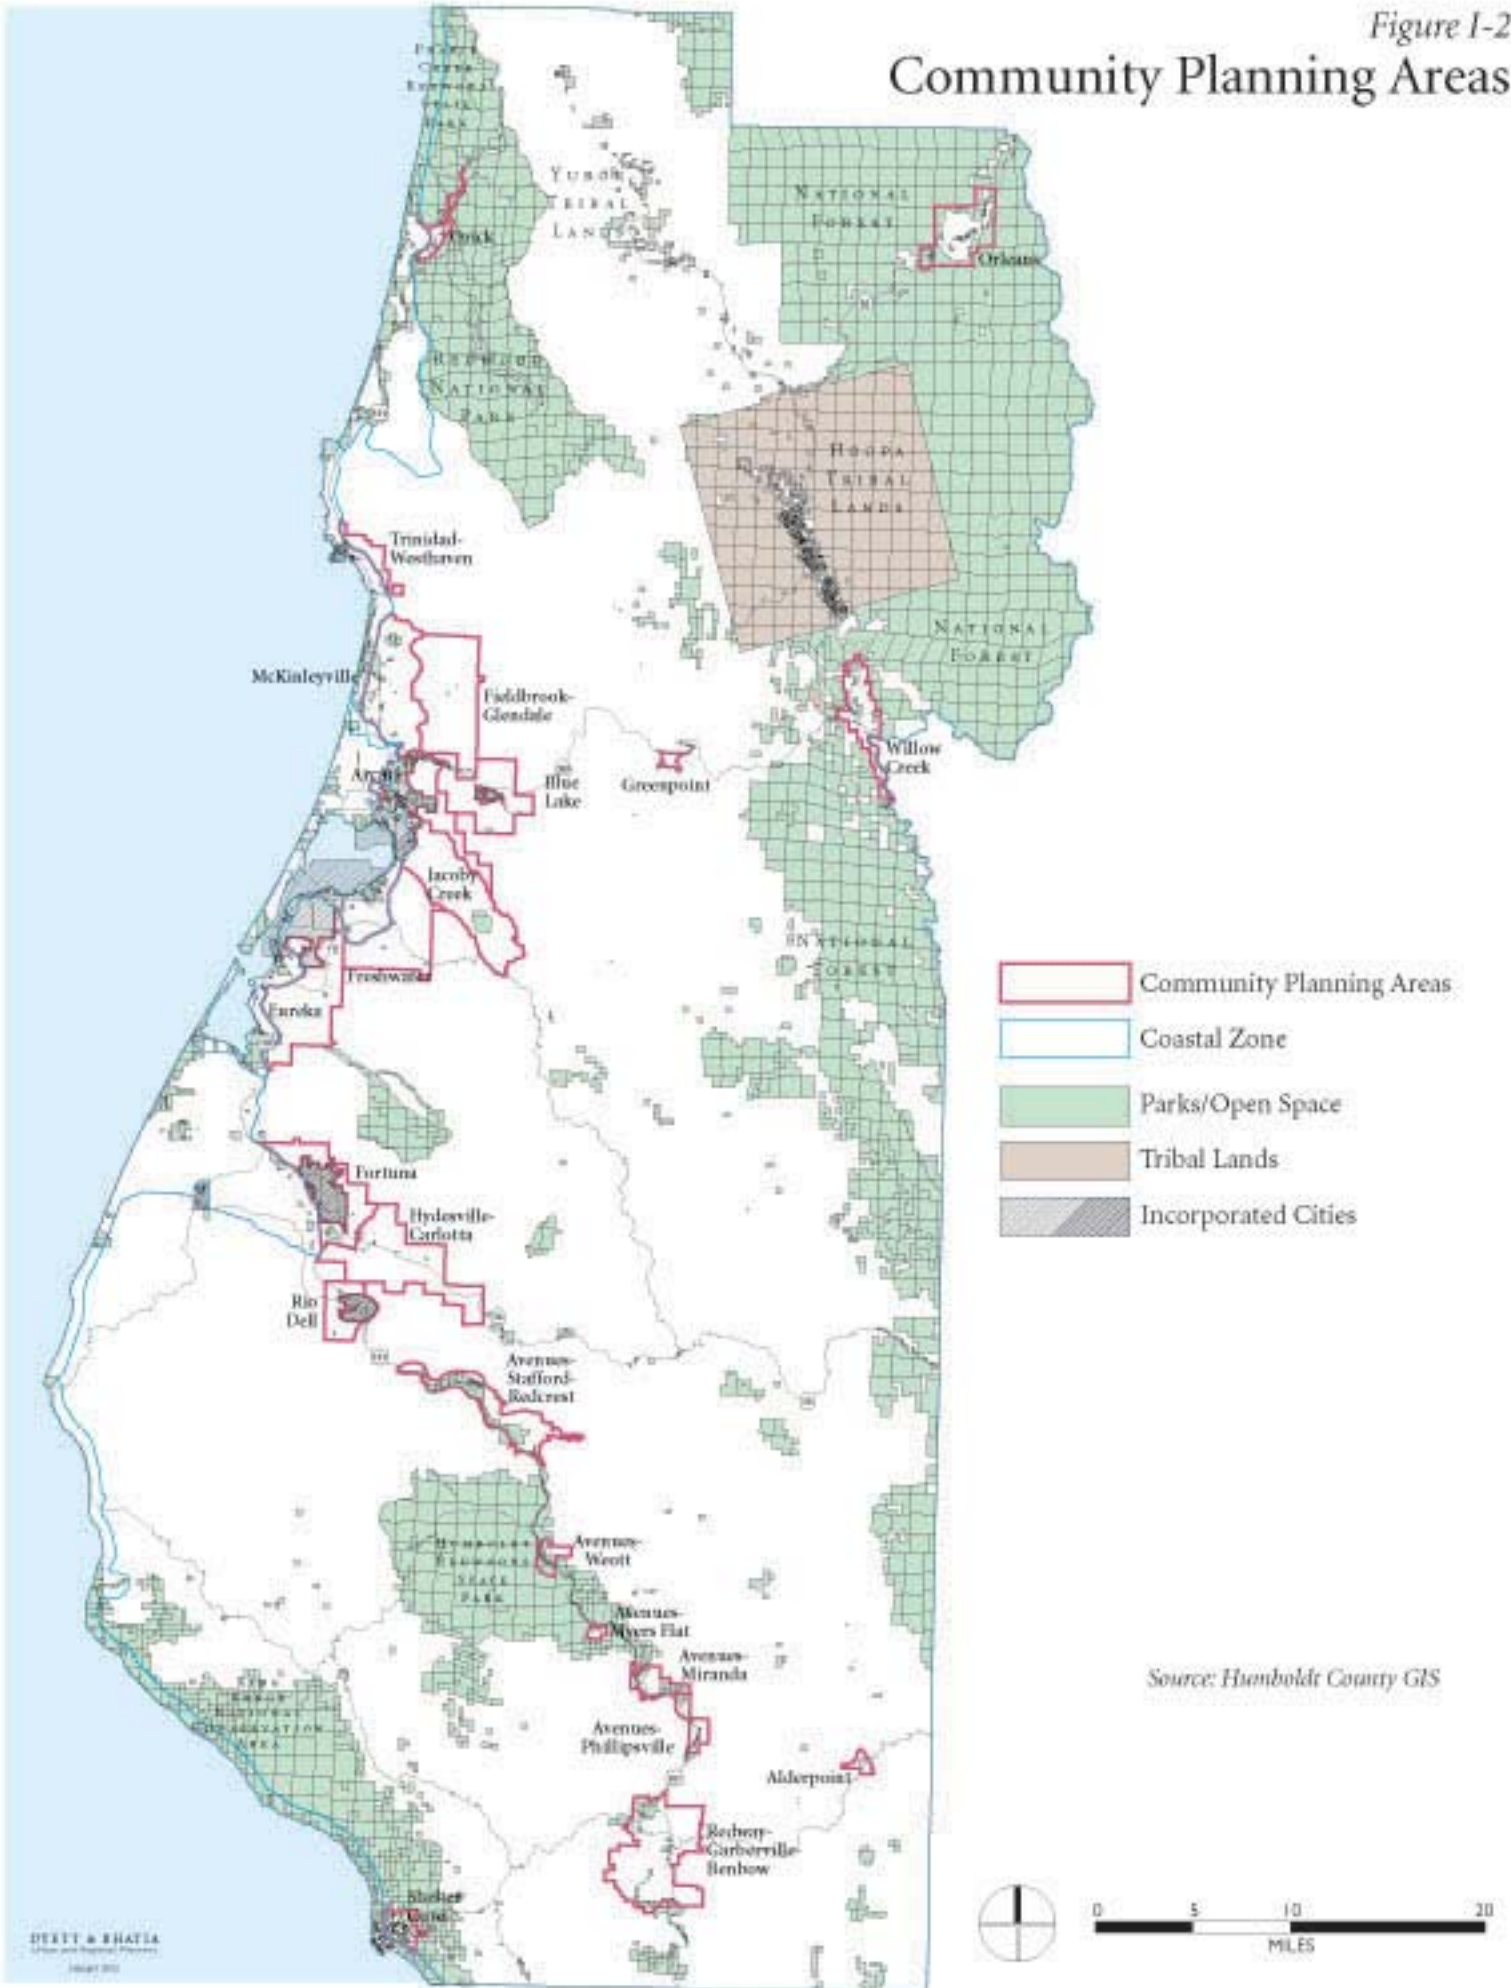 Figure I-2
Community Planning Areas
YUROK
TRIBAL
LANDS
NATIONAL
FOREST
Orick
Orleans
REDWOOD
NATIONAL
PARK
HOOPA
TRIBAL
LANDS
Trinidad-
Westhaven
NATIONAL
FOREST
McKinleyville
Fieldbrook-
Glendale
Willow
Creek
Arcata
Blue
Lake
Greenpoint
Jacoby
Creek
NATIONAL
FOREST
Freshwater
Eureka
Community Planning Areas
Coastal Zone
Parks/Open Space
Tribal Lands
Incorporated Cities
Fortuna
Hydesville-
Carlotta
Rio
Dell
Avenues-
Stafford-
Redcrest
HUMBOLDT
REDWOODS
STATE
PARK
Avenues-
Weott
Avenues-
Myers Flat
Avenues-
Miranda
Source: Humboldt County GIS
Avenues-
Phillipsville
Alderpoint
Redway-
Garberville-
Benbow
Shelter
Cove
0 5 10 20
MILES
DYETT & BHATIA
Urban and Regional Planners